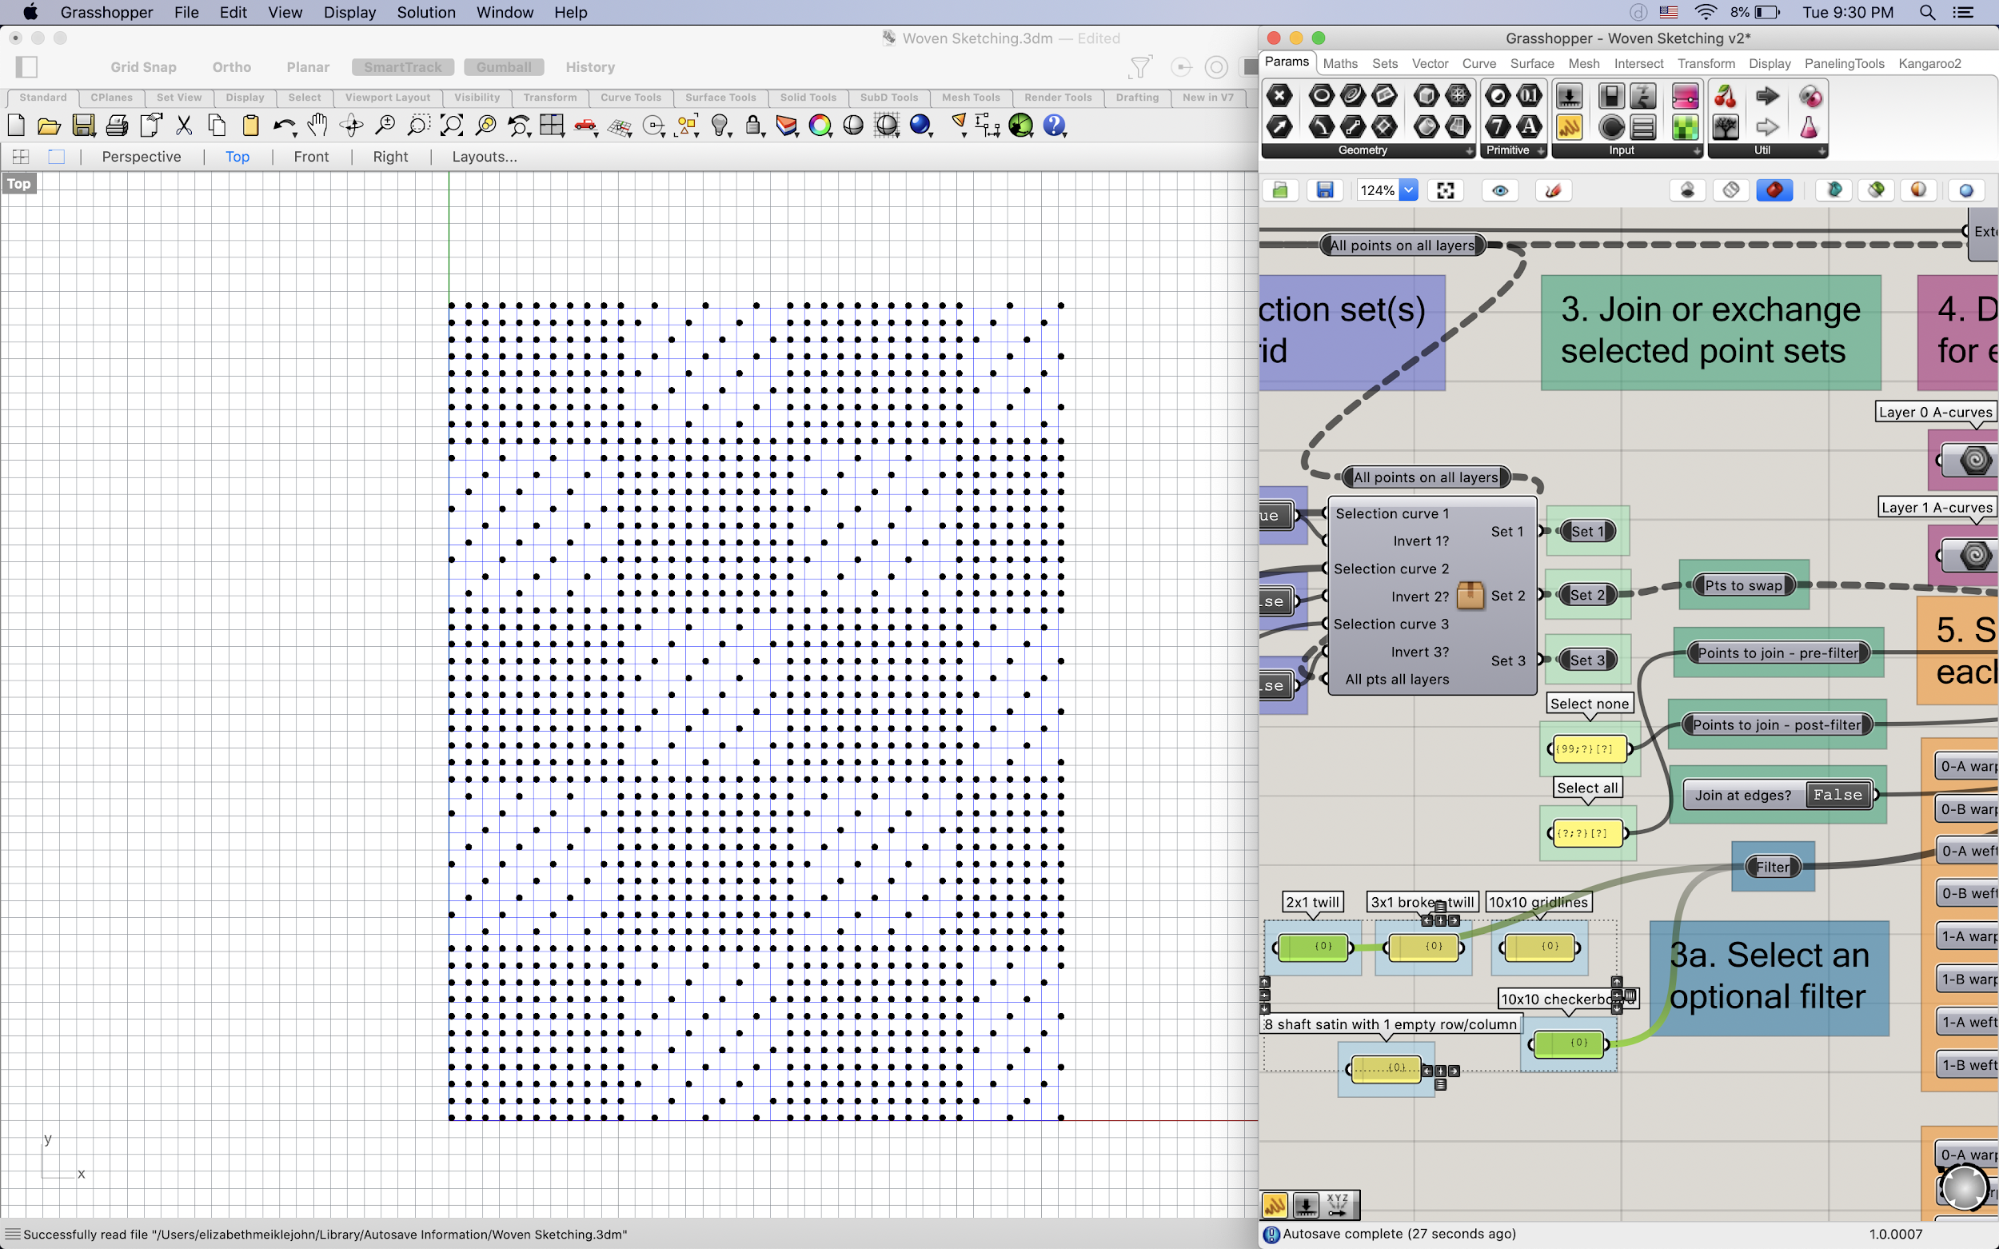 Grasshopper File Edit View Display Solution Window Help
8% Tue 9:30 PM
Woven Sketching.3dm — Edited
Grid Snap Ortho Planar SmartTrack Gumball History
Standard CPlanes Set View Display Select Viewport Layout Visibility Transform Curve Tools Surface Tools Solid Tools SubD Tools Mesh Tools Render Tools Drafting New in V7
Perspective Top Front Right Layouts...
Top
y
x
Successfully read file "/Users/elizabethmeiklejohn/Library/Autosave Information/Woven Sketching.3dm"
Grasshopper - Woven Sketching v2*
Params Maths Sets Vector Curve Surface Mesh Intersect Transform Display PanelingTools Kangaroo2
Geometry Primitive Input Util
124%
All points on all layers
Exte
ction set(s)
rid
3. Join or exchange
selected point sets
4. D
for e
Layer 0 A-curves
All points on all layers
Layer 1 A-curves
ue
Selection curve 1
Invert 1?
Selection curve 2
Invert 2?
Selection curve 3
Invert 3?
All pts all layers
lse
lse
Set 1
Set 2
Set 3
Set 1
Set 2
Set 3
Pts to swap
Points to join - pre-filter
5. S
each
Select none
{99;?}[?]
Points to join - post-filter
Select all
{?;?}[?]
Join at edges? False
Filter
0-A warp
0-B warp
0-A weft
0-B weft
1-A warp
1-B warp
1-A weft
1-B weft
2x1 twill
{0}
3x1 broken twill
{0}
10x10 gridlines
{0}
3a. Select an
optional filter
10x10 checkerboard
{0}
8 shaft satin with 1 empty row/column
{0}
0-A warp
XYZ
Autosave complete (27 seconds ago)
1.0.0007